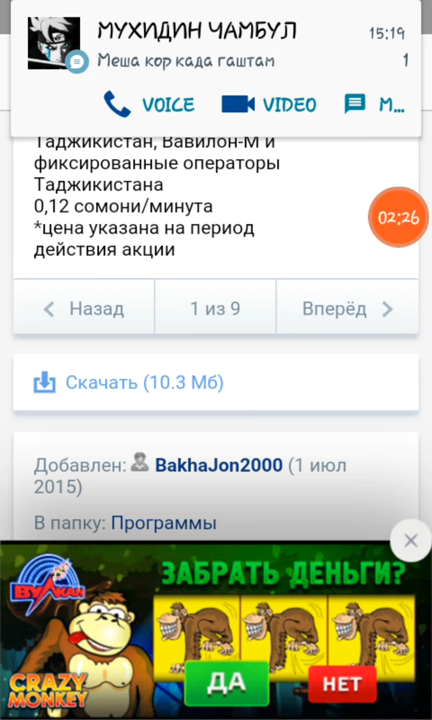 МУХИДИН ЧАМБУЛ
15:19
Меша кор када гаштам
1
VOICE
VIDEO
M...
Таджикистан, Вавилон-М и
фиксированные операторы
Таджикистана
0,12 сомони/минута
*цена указана на период
действия акции
02:26
Назад
1 из 9
Вперёд
Скачать (10.3 Мб)
Добавлен: BakhaJon2000 (1 июл
2015)
В папку: Программы
ЗАБРАТЬ ДЕНЬГИ?
ВУЛКАН
CRAZY
MONKEY
ДА
НЕТ